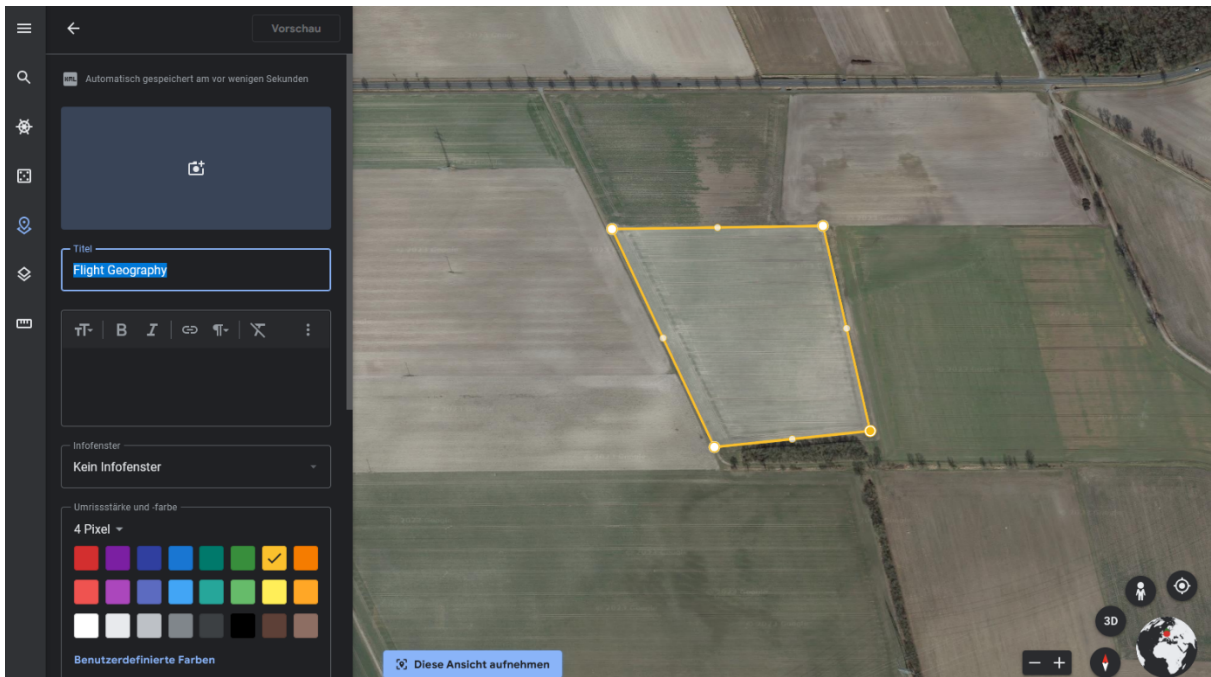 Vorschau
KML Automatisch gespeichert am vor wenigen Sekunden
Titel
Flight Geography
B I
Infofenster
Kein Infofenster
Umrissstärke und -farbe
4 Pixel
Benutzerdefinierte Farben
Diese Ansicht aufnehmen
3D